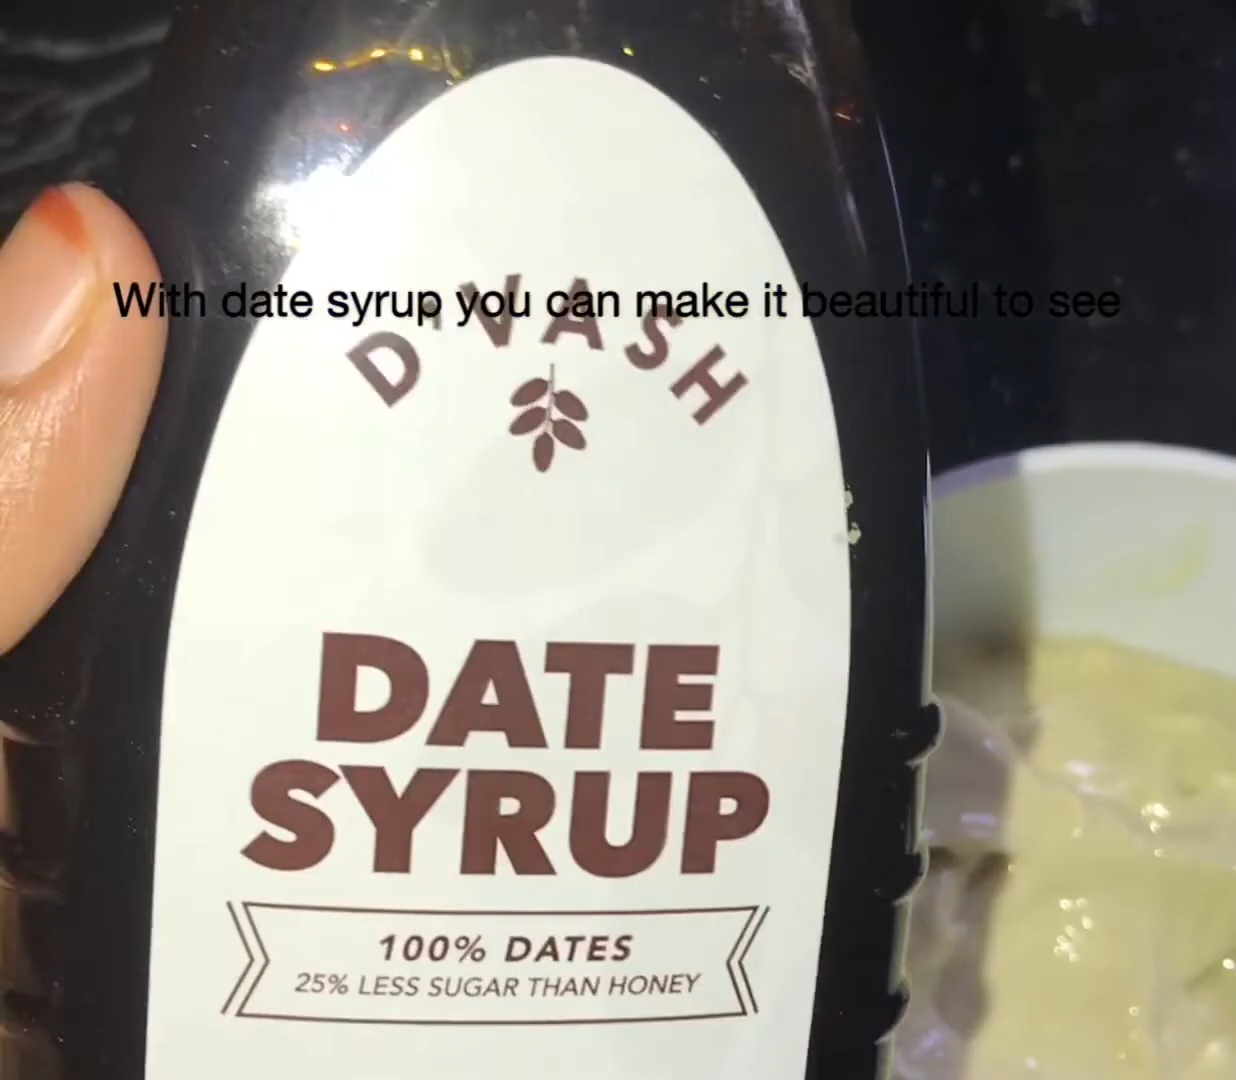 With date syrup you can make it beautiful to see
D'VASH
DATE
SYRUP
100% DATES
25% LESS SUGAR THAN HONEY